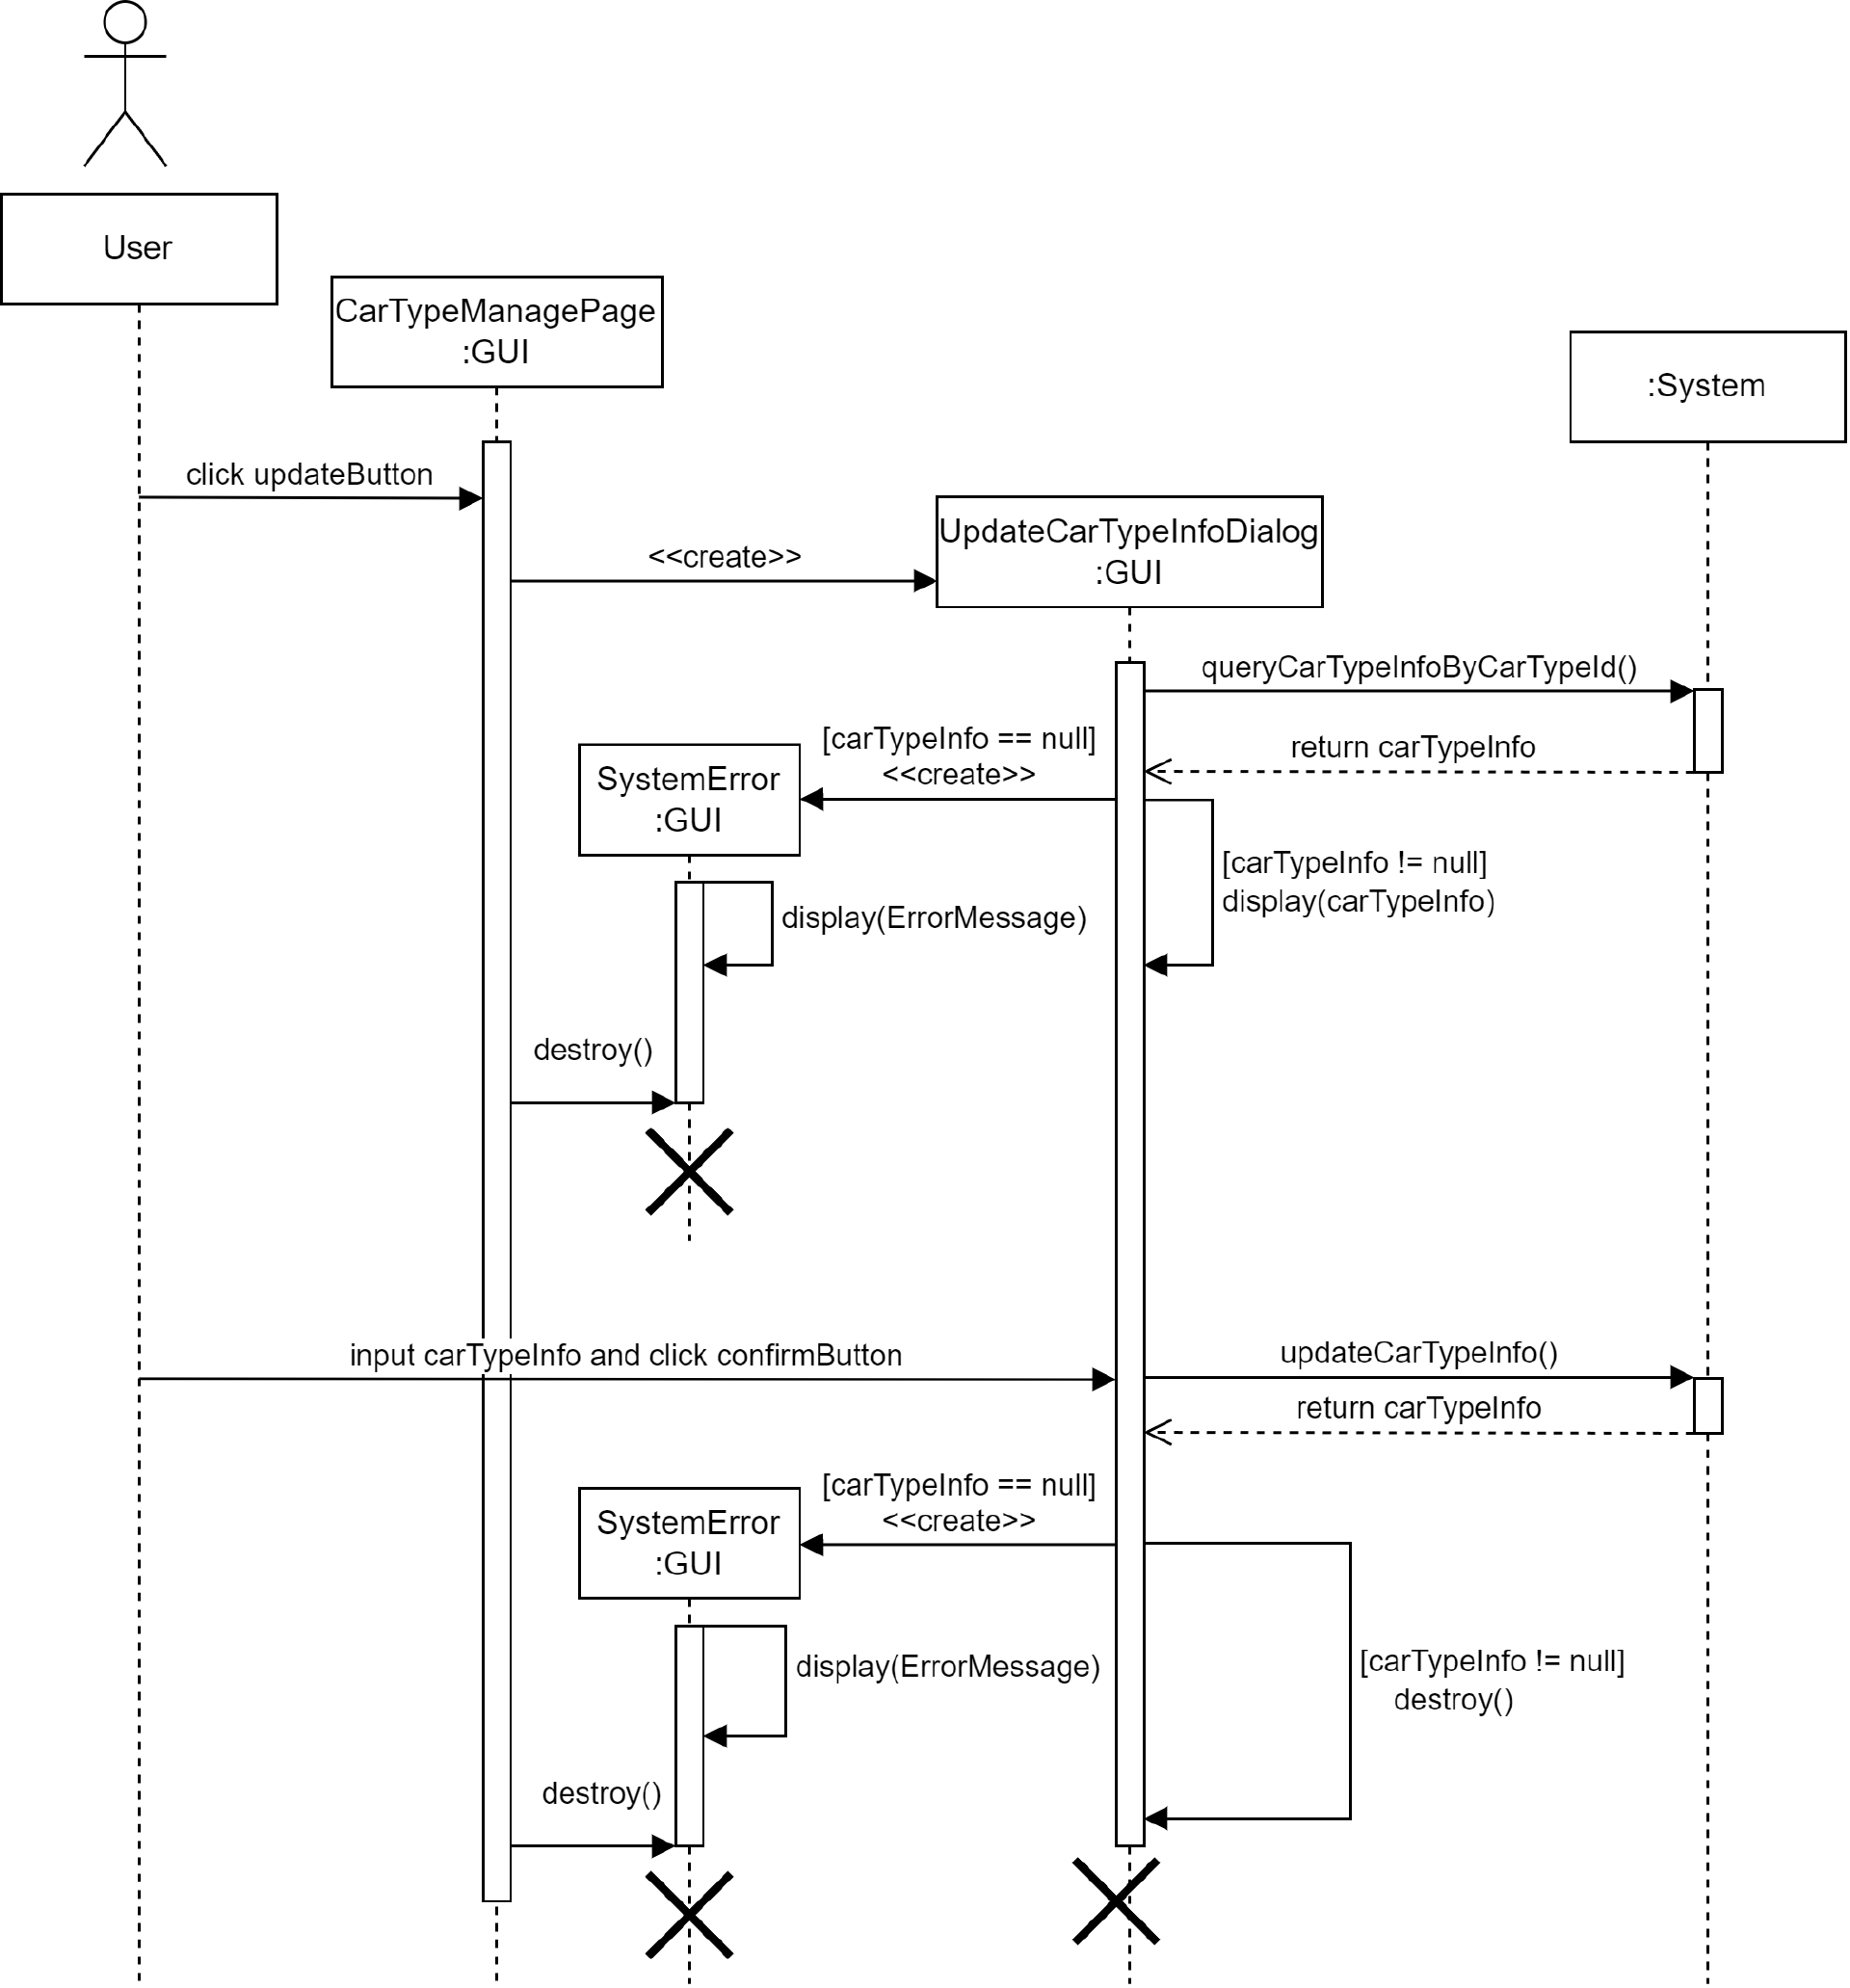 User
CarTypeManagePage
:GUI
:System
click updateButton
<<create>>
UpdateCarTypeInfoDialog
:GUI
queryCarTypeInfoByCarTypeId()
return carTypeInfo
[carTypeInfo == null]
<<create>>
SystemError
:GUI
[carTypeInfo != null]
display(carTypeInfo)
display(ErrorMessage)
destroy()
input carTypeInfo and click confirmButton
updateCarTypeInfo()
return carTypeInfo
[carTypeInfo == null]
<<create>>
SystemError
:GUI
display(ErrorMessage)
[carTypeInfo != null]
destroy()
destroy()